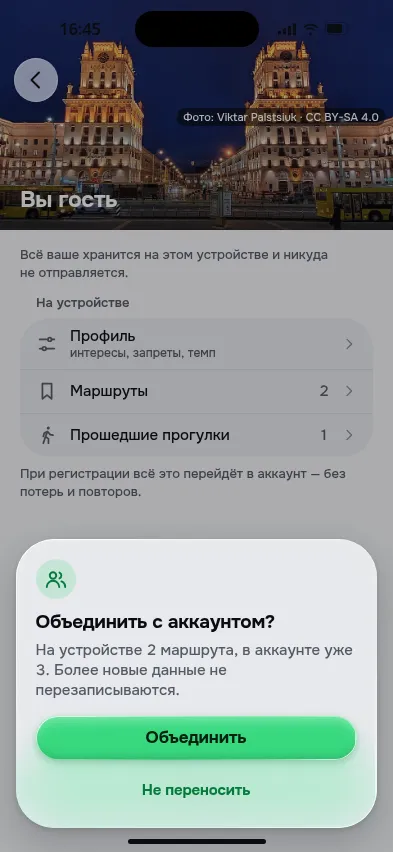 16:45
Фото: Viktar Palstsiuk · CC BY-SA 4.0
Вы гость
Всё ваше хранится на этом устройстве и никуда
не отправляется.
На устройстве
Профиль
интересы, запреты, темп
Маршруты 2
Прошедшие прогулки 1
При регистрации всё это перейдёт в аккаунт — без
потерь и повторов.
Объединить с аккаунтом?
На устройстве 2 маршрута, в аккаунте уже
3. Более новые данные не
перезаписываются.
Объединить
Не переносить